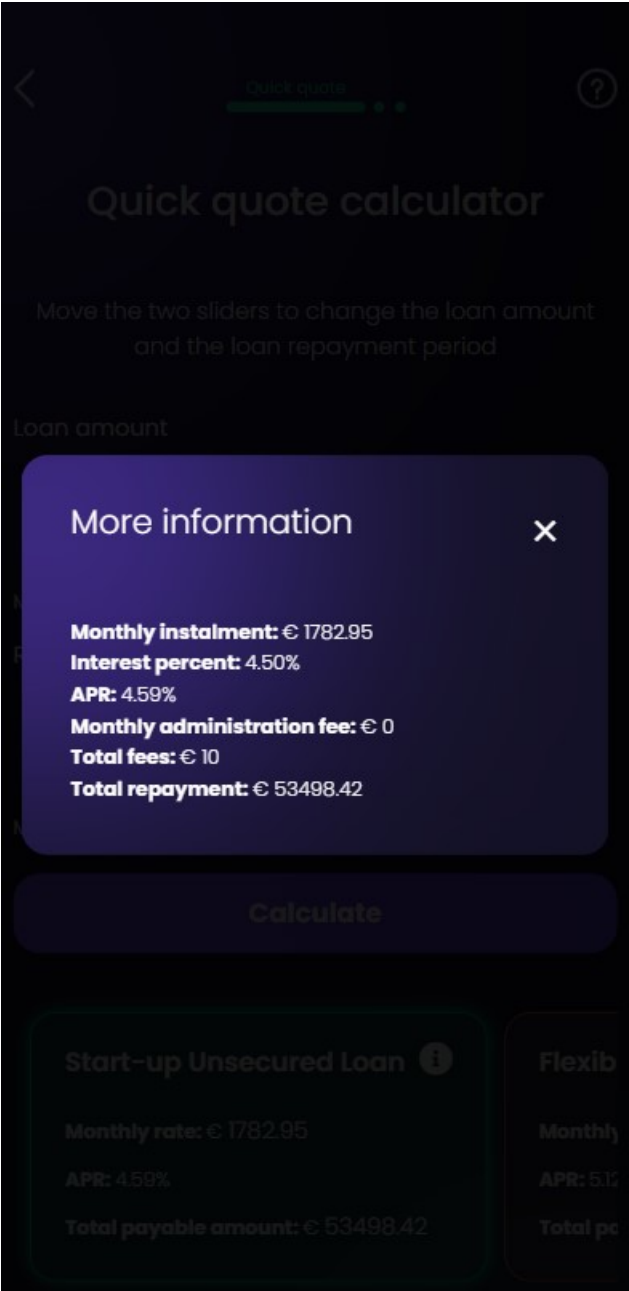 Quick quote
Quick quote calculator
Move the two sliders to change the loan amount
and the loan repayment period
Loan amount
More information
Monthly instalment: € 1782.95
Interest percent: 4.50%
APR: 4.59%
Monthly administration fee: € 0
Total fees: € 10
Total repayment: € 53498.42
Calculate
Start-up Unsecured Loan
Monthly rate: € 1782.95
APR: 4.59%
Total payable amount: € 53498.42
Flexib
Monthly
APR: 5.12
Total pa